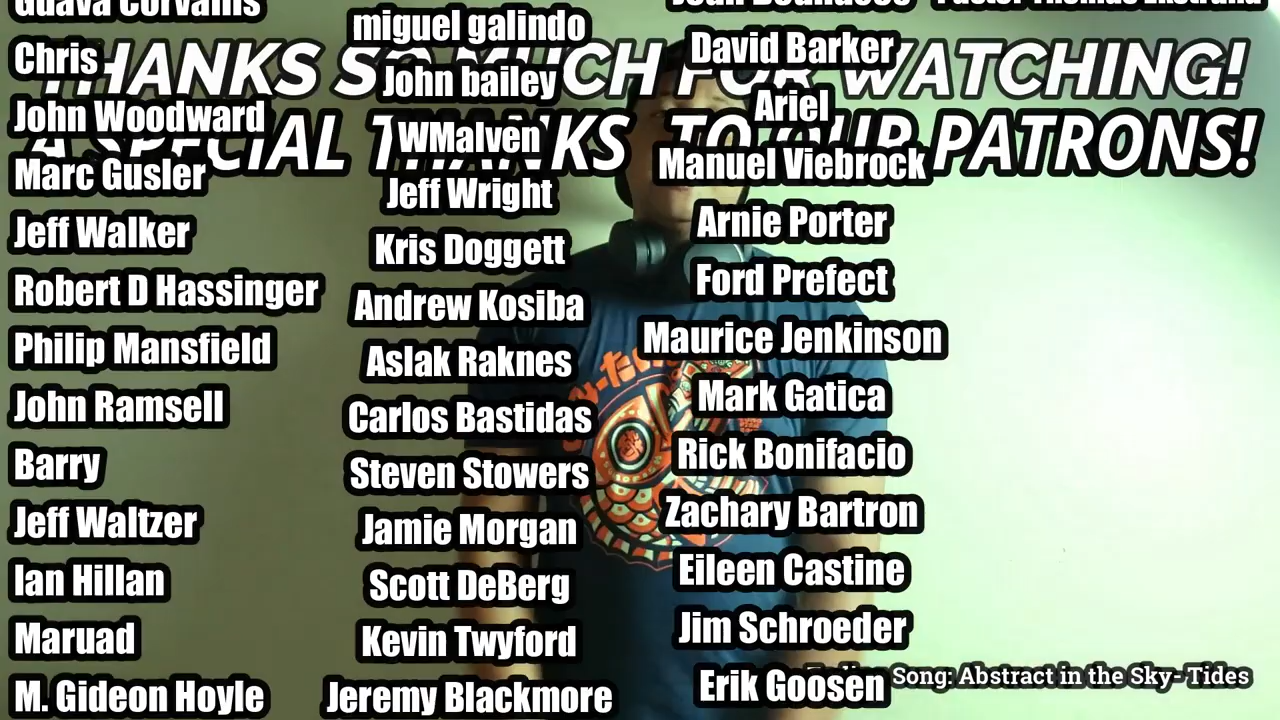 THANKS SO MUCH FOR WATCHING!
A SPECIAL THANKS TO OUR PATRONS!
Guava Corvallis
Chris
John Woodward
Marc Gusler
Jeff Walker
Robert D Hassinger
Philip Mansfield
John Ramsell
Barry
Jeff Waltzer
Ian Hillan
Maruad
M. Gideon Hoyle
miguel galindo
John bailey
WMalven
Jeff Wright
Kris Doggett
Andrew Kosiba
Aslak Raknes
Carlos Bastidas
Steven Stowers
Jamie Morgan
Scott DeBerg
Kevin Twyford
Jeremy Blackmore
David Barker
Ariel
Manuel Viebrock
Arnie Porter
Ford Prefect
Maurice Jenkinson
Mark Gatica
Rick Bonifacio
Zachary Bartron
Eileen Castine
Jim Schroeder
Erik Goosen
Song: Abstract in the Sky- Tides